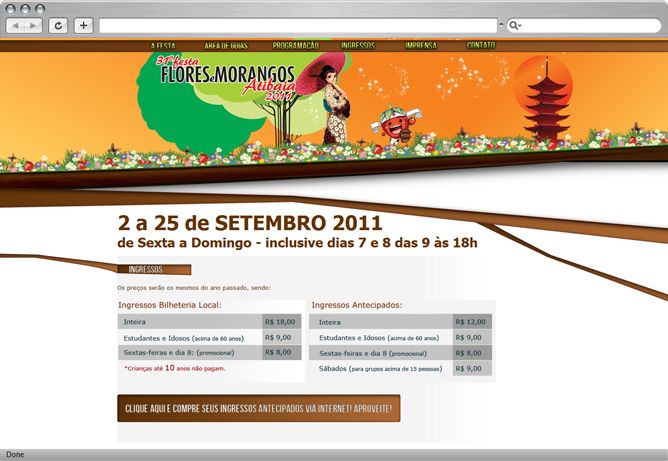 A FESTA AREA DE GUIAS PROGRAMAÇÃO INGRESSOS IMPRENSA CONTATO
31ª festa
FLORES e MORANGOS
Atibaia
2011
2 a 25 de SETEMBRO 2011
de Sexta a Domingo - inclusive dias 7 e 8 das 9 às 18h
INGRESSOS
Os preços serão os mesmos do ano passado, sendo:
Ingressos Bilheteria Local:
Inteira R$ 18,00
Estudantes e Idosos (acima de 60 anos) R$ 9,00
Sextas-feiras e dia 8: (promocional) R$ 8,00
*Crianças até 10 anos não pagam.
Ingressos Antecipados:
Inteira R$ 12,00
Estudantes e Idosos (acima de 60 anos) R$ 9,00
Sextas-feiras e dia 8 (promocional) R$ 8,00
Sábados (para grupos acima de 15 pessoas) R$ 9,00
CLIQUE AQUI E COMPRE SEUS INGRESSOS ANTECIPADOS VIA INTERNET! APROVEITE!
Done